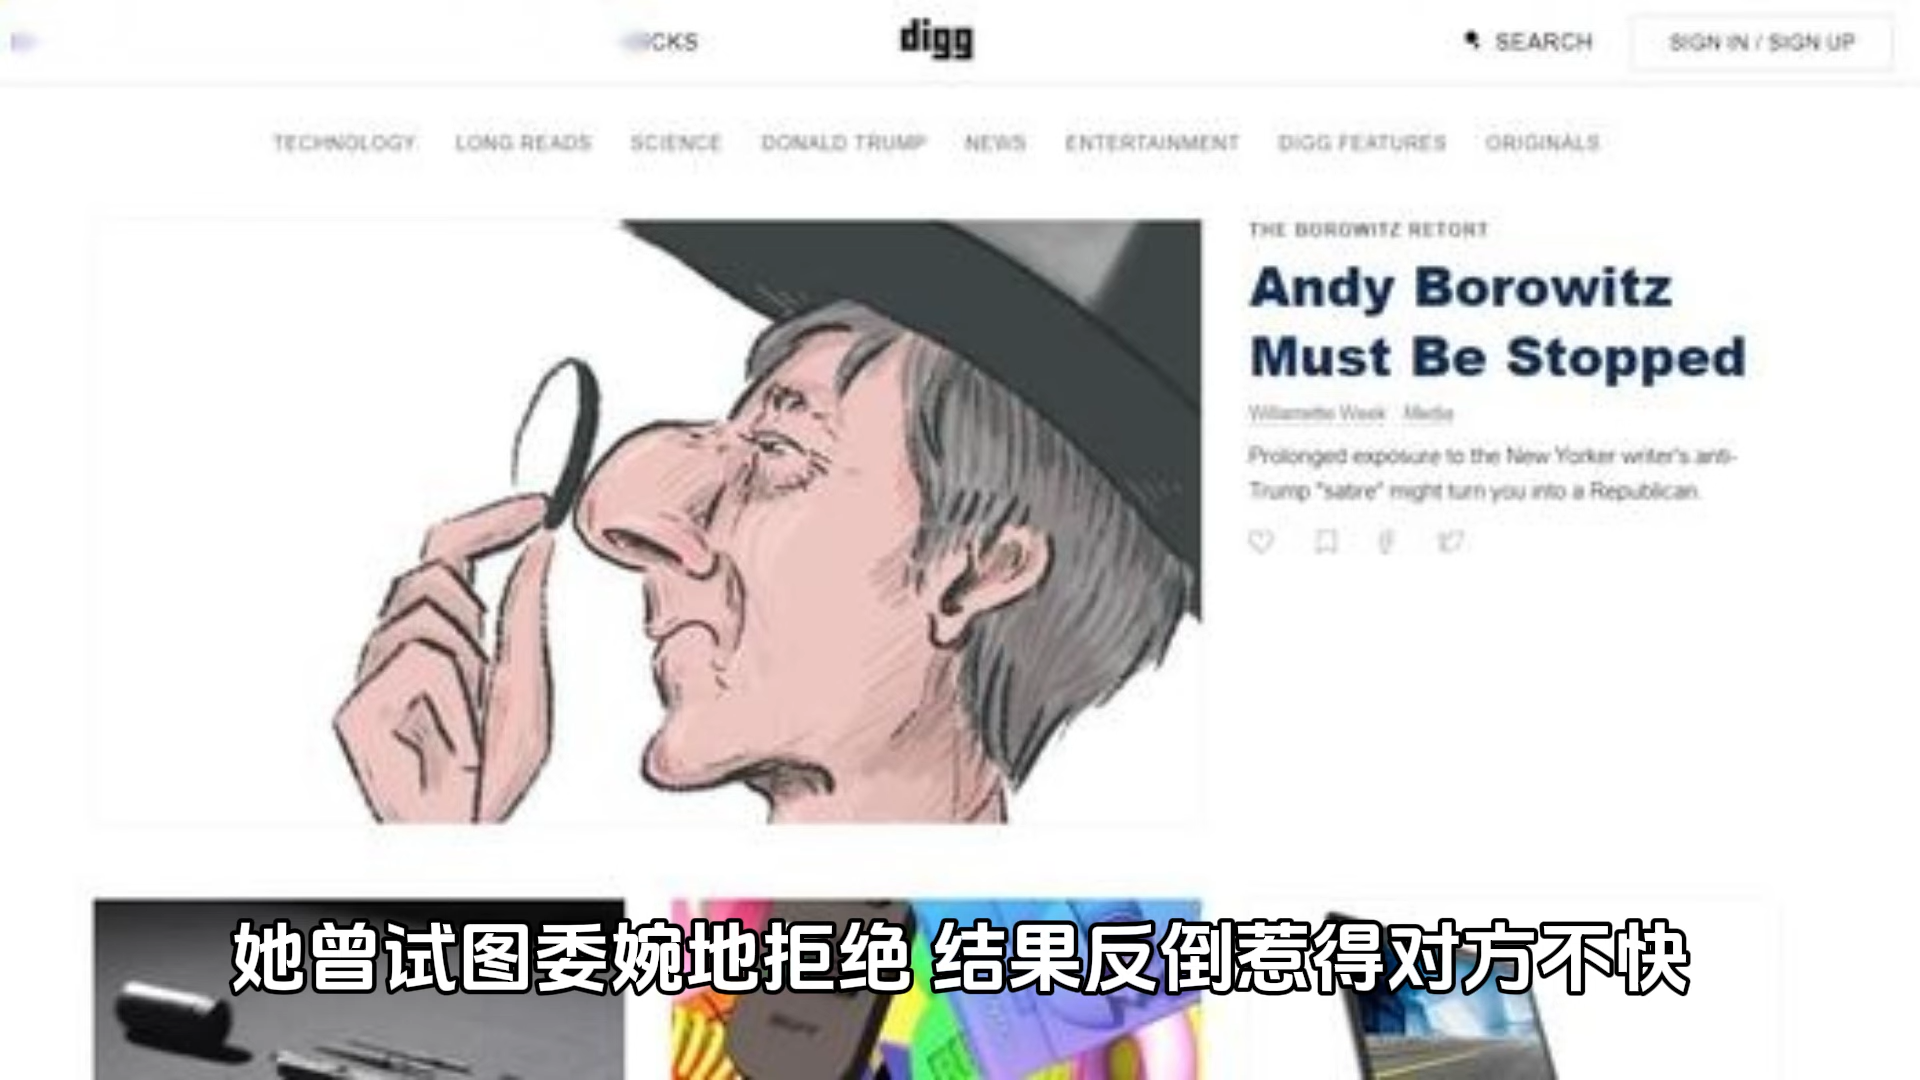 CKS
digg
SEARCH
SIGN IN / SIGN UP
TECHNOLOGY LONG READS SCIENCE DONALD TRUMP NEWS ENTERTAINMENT DIGG FEATURES ORIGINALS
THE BOROWITZ RETORT
Andy Borowitz
Must Be Stopped
Willamette Week Media
Prolonged exposure to the New Yorker writer's anti-
Trump "satire" might turn you into a Republican.
她曾试图委婉地拒绝 结果反倒惹得对方不快